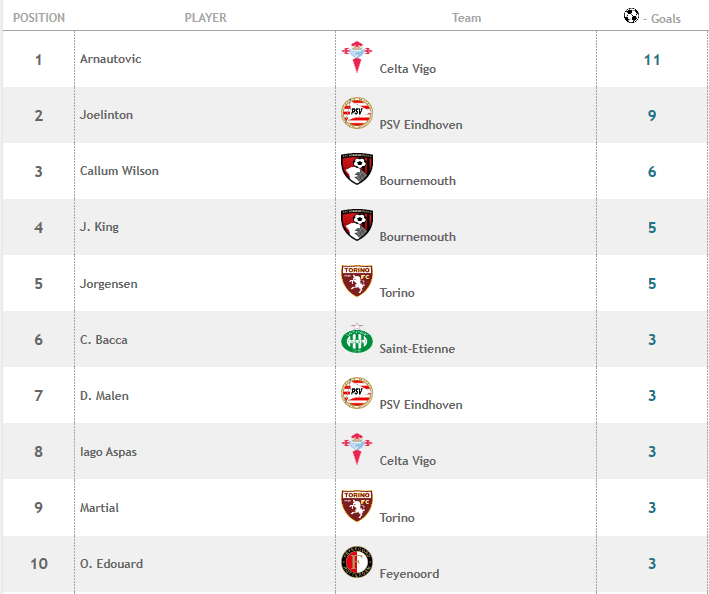 POSITION PLAYER Team - Goals
1 Arnautovic Celta Vigo 11
2 Joelinton PSV PSV Eindhoven 9
3 Callum Wilson Bournemouth 6
4 J. King Bournemouth 5
5 Jorgensen TORINO FC Torino 5
6 C. Bacca Saint-Etienne 3
7 D. Malen PSV PSV Eindhoven 3
8 Iago Aspas Celta Vigo 3
9 Martial TORINO FC Torino 3
10 O. Edouard Feyenoord 3